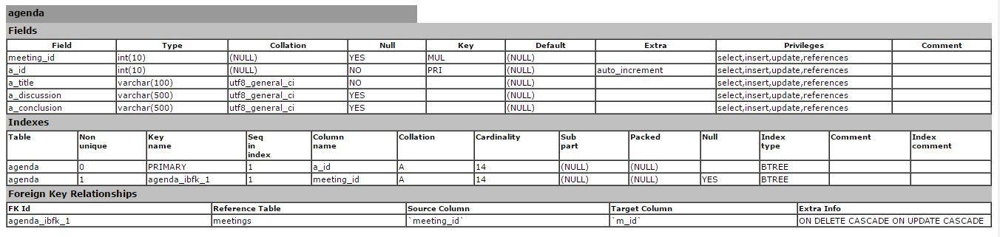 agenda
Fields
Field Type Collation Null Key Default Extra Privileges Comment
meeting_id int(10) (NULL) YES MUL (NULL) select,insert,update,references
a_id int(10) (NULL) NO PRI (NULL) auto_increment select,insert,update,references
a_title varchar(100) utf8_general_ci NO (NULL) select,insert,update,references
a_discussion varchar(500) utf8_general_ci YES (NULL) select,insert,update,references
a_conclusion varchar(500) utf8_general_ci YES (NULL) select,insert,update,references
Indexes
Table Non unique Key name Seq in index Column name Collation Cardinality Sub part Packed Null Index type Comment Index comment
agenda 0 PRIMARY 1 a_id A 14 (NULL) (NULL) BTREE
agenda 1 agenda_ibfk_1 1 meeting_id A 14 (NULL) (NULL) YES BTREE
Foreign Key Relationships
FK Id Reference Table Source Column Target Column Extra Info
agenda_ibfk_1 meetings `meeting_id` `m_id` ON DELETE CASCADE ON UPDATE CASCADE